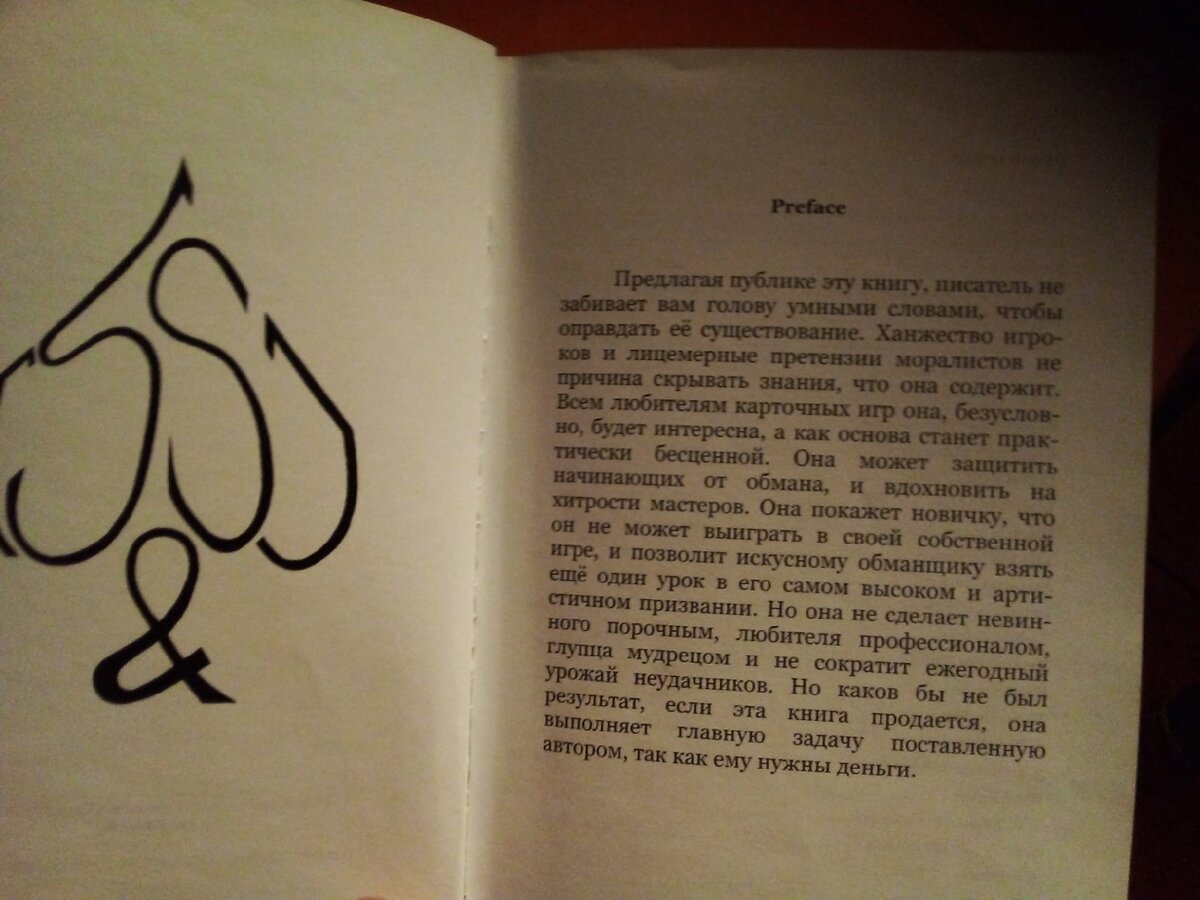 &
Preface
Предлагая публике эту книгу, писатель не
забивает вам голову умными словами, чтобы
оправдать её существование. Ханжество игро-
ков и лицемерные претензии моралистов не
причина скрывать знания, что она содержит.
Всем любителям карточных игр она, безуслов-
но, будет интересна, а как основа станет прак-
тически бесценной. Она может защитить
начинающих от обмана, и вдохновить на
хитрости мастеров. Она покажет новичку, что
он не может выиграть в своей собственной
игре, и позволит искусному обманщику взять
ещё один урок в его самом высоком и арти-
стичном призвании. Но она не сделает невин-
ного порочным, любителя профессионалом,
глупца мудрецом и не сократит ежегодный
урожай неудачников. Но каков бы не был
результат, если эта книга продается, она
выполняет главную задачу поставленную
автором, так как ему нужны деньги.